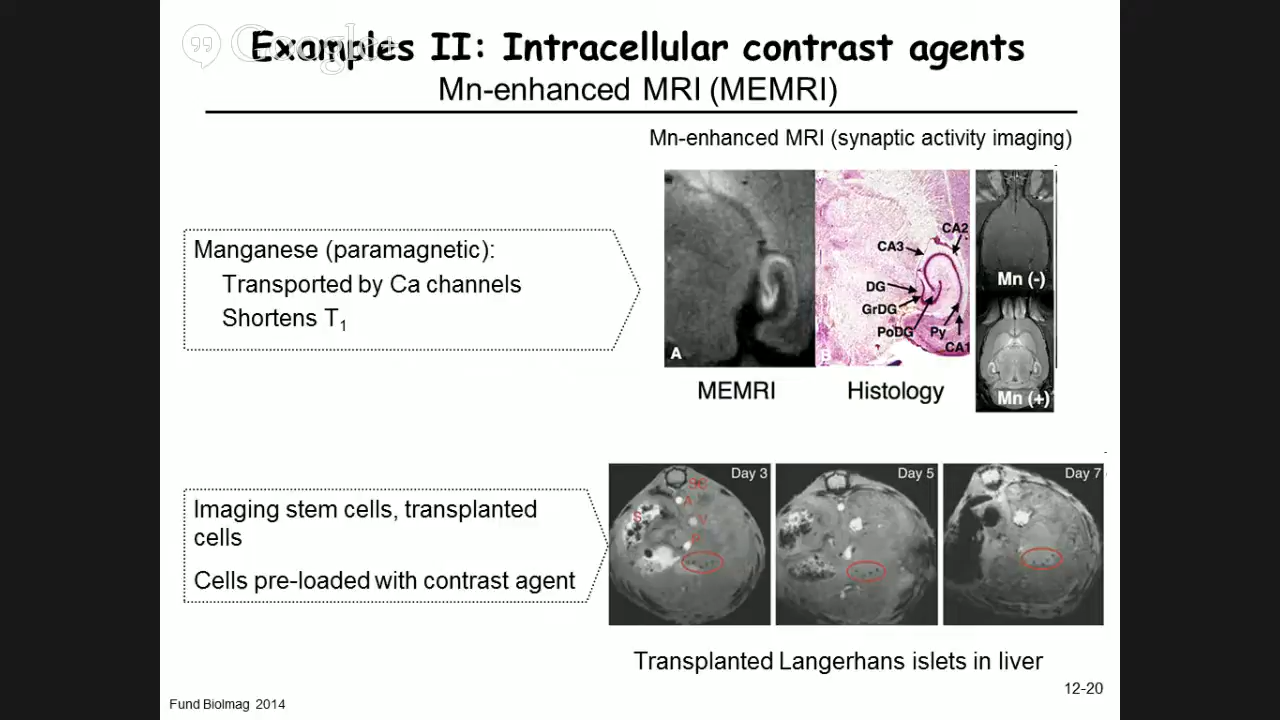 Google+
Examples II: Intracellular contrast agents
Mn-enhanced MRI (MEMRI)
Mn-enhanced MRI (synaptic activity imaging)
Manganese (paramagnetic):
Transported by Ca channels
Shortens T1
CA2
CA3
DG
GrDG
PoDG
Py
CA1
A
B
Mn (-)
Mn (+)
MEMRI
Histology
Imaging stem cells, transplanted
cells
Cells pre-loaded with contrast agent
Day 3
Day 5
Day 7
SC
A
S
V
Transplanted Langerhans islets in liver
12-20
Fund BioImag 2014